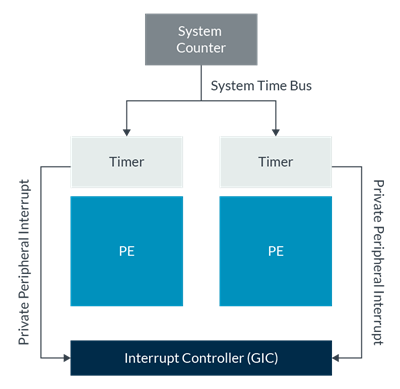 System
Counter
System Time Bus
Timer
Timer
Private Peripheral Interrupt
Private Peripheral Interrupt
PE
PE
Interrupt Controller (GIC)